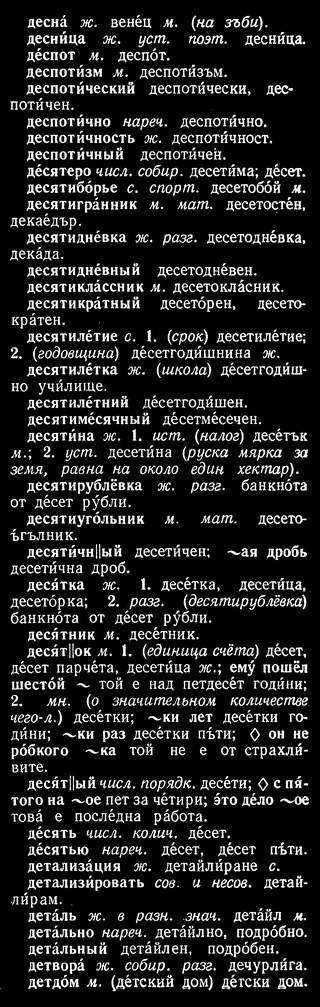 десна́ ж. вене́ц м. (на зъби).
десни́ца ж. уст. поэт. десни́ца.
де́спот м. деспо́т.
деспоти́зм м. деспоти́зъм.
деспоти́ческий деспоти́чески, дес-
поти́чен.
деспоти́чно нареч. деспоти́чно.
деспоти́чность ж. деспоти́чност.
деспоти́чный деспоти́чен.
де́сятеро числ. собир. десети́ма; де́сет.
десятибо́рье с. спорт. десетобо́й м.
десятигра́нник м. мат. десетосте́н,
декае́дър.
десятидне́вка ж. разг. десетодне́вка,
дека́да.
десятидне́вный десетодне́вен.
десятикла́ссник м. десетокла́сник.
десятикра́тный десето́рен, десето-
кра́тен.
десятиле́тие с. 1. (срок) десетиле́тие;
2. (годовщина) де́сетгоди́шнина ж.
десятиле́тка ж. (школа) де́сетгоди́ш-
но учи́лище.
десятиле́тний де́сетгоди́шен.
десятиме́сячный де́сетме́сечен.
десяти́на ж. 1. ист. (налог) десе́тък
м.; 2. уст. десети́на (руска мярка за
земя, равна на около един хектар).
десятирублёвка ж. разг. банкно́та
от де́сет ру́бли.
десятиуго́льник м. мат. десето-
ъ́гълник.
десяти́чн||ый десети́чен; ~ая дробь
десети́чна дроб.
деся́тка ж. 1. десе́тка, десети́ца,
десето́рка; 2. разг. (десятирублёвка)
банкно́та от де́сет ру́бли.
деся́тник м. десе́тник.
деся́т||ок м. 1. (единица счёта) де́сет,
де́сет парче́та, десети́ца ж.; ему́ пошёл
шесто́й ~ той е над петдесе́т годи́ни;
2. мн. (о значительном количестве
чего-л.) десе́тки; ~ки лет десе́тки го-
ди́ни; ~ки раз десе́тки пъ́ти; ◊ он не
ро́бкого ~ка той не е от страхли́-
вите.
деся́т||ый числ. порядк. десе́ти; ◊ с пя́-
того на ~ое пет за че́тири; э́то де́ло ~ое
това́ е после́дна ра́бота.
де́сять числ. колич. де́сет.
де́сятью нареч. де́сет, де́сет пъ́ти.
детализа́ция ж. детайли́ране с.
детализи́ровать сов. и несов. детай-
ли́рам.
дета́ль ж. в разн. знач. дета́йл м.
дета́льно нареч. дета́йлно, подро́бно.
дета́льный дета́йлен, подро́бен.
детвора́ ж. собир. разг. дечурли́га.
детдо́м м. (де́тский дом) де́тски дом.